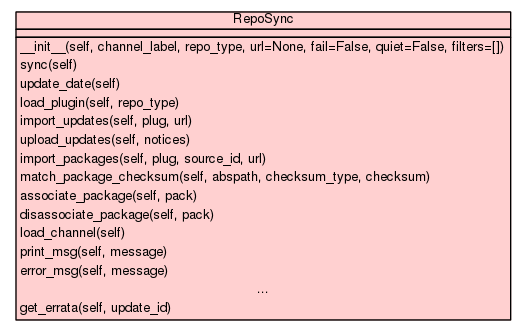 RepoSync
__init__(self, channel_label, repo_type, url=None, fail=False, quiet=False, filters=[])
sync(self)
update_date(self)
load_plugin(self, repo_type)
import_updates(self, plug, url)
upload_updates(self, notices)
import_packages(self, plug, source_id, url)
match_package_checksum(self, abspath, checksum_type, checksum)
associate_package(self, pack)
disassociate_package(self, pack)
load_channel(self)
print_msg(self, message)
error_msg(self, message)
...
get_errata(self, update_id)